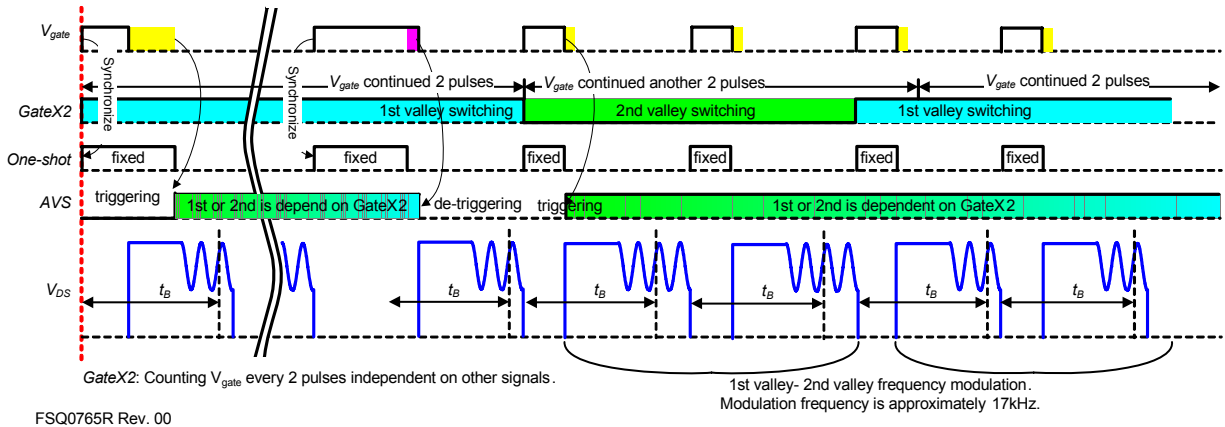 Vgate
Synchronize
Synchronize
Vgate continued 2 pulses
Vgate continued another 2 pulses
Vgate continued 2 pulses
GateX2
1st valley switching
2nd valley switching
1st valley switching
One-shot
fixed
fixed
fixed
fixed
fixed
fixed
AVS
triggering
1st or 2nd is depend on GateX2
de-triggering
triggering
1st or 2nd is dependent on GateX2
VDS
tB
tB
tB
tB
tB
tB
GateX2: Counting Vgate every 2 pulses independent on other signals.
1st valley- 2nd valley frequency modulation.
Modulation frequency is approximately 17kHz.
FSQ0765R Rev. 00